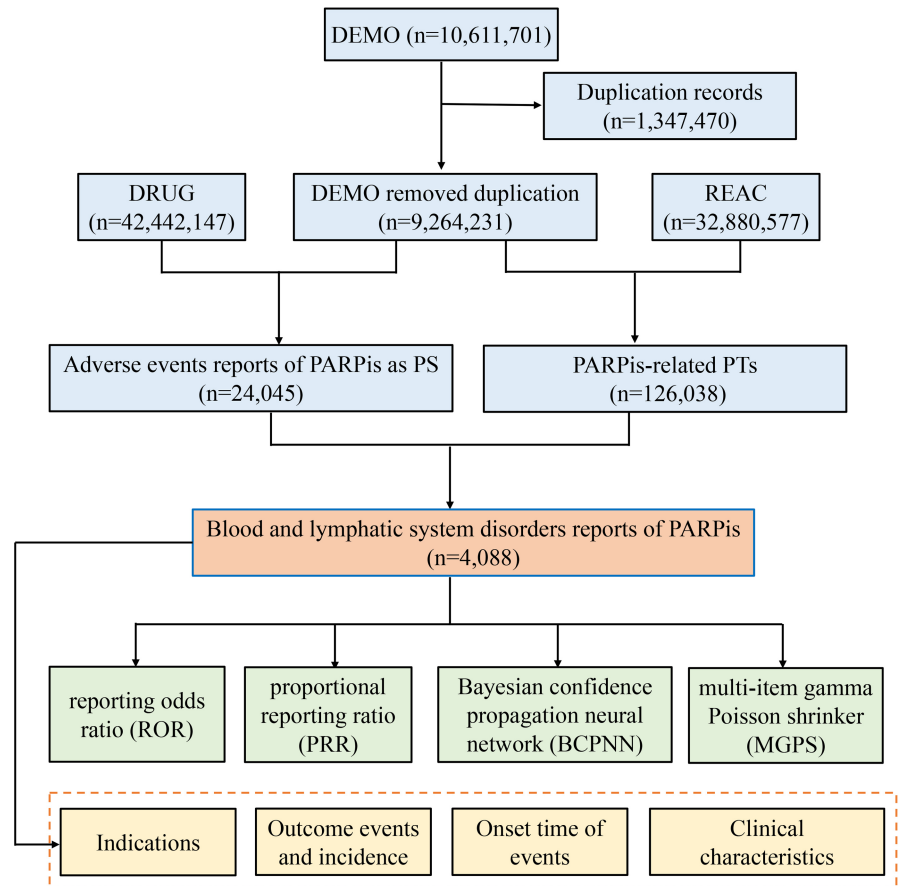 DEMO (n=10,611,701)
Duplication records
(n=1,347,470)
DRUG
(n=42,442,147)
DEMO removed duplication
(n=9,264,231)
REAC
(n=32,880,577)
Adverse events reports of PARPis as PS
(n=24,045)
PARPis-related PTs
(n=126,038)
Blood and lymphatic system disorders reports of PARPis
(n=4,088)
reporting odds
ratio (ROR)
proportional
reporting ratio
(PRR)
Bayesian confidence
propagation neural
network (BCPNN)
multi-item gamma
Poisson shrinker
(MGPS)
Indications
Outcome events
and incidence
Onset time of
events
Clinical
characteristics